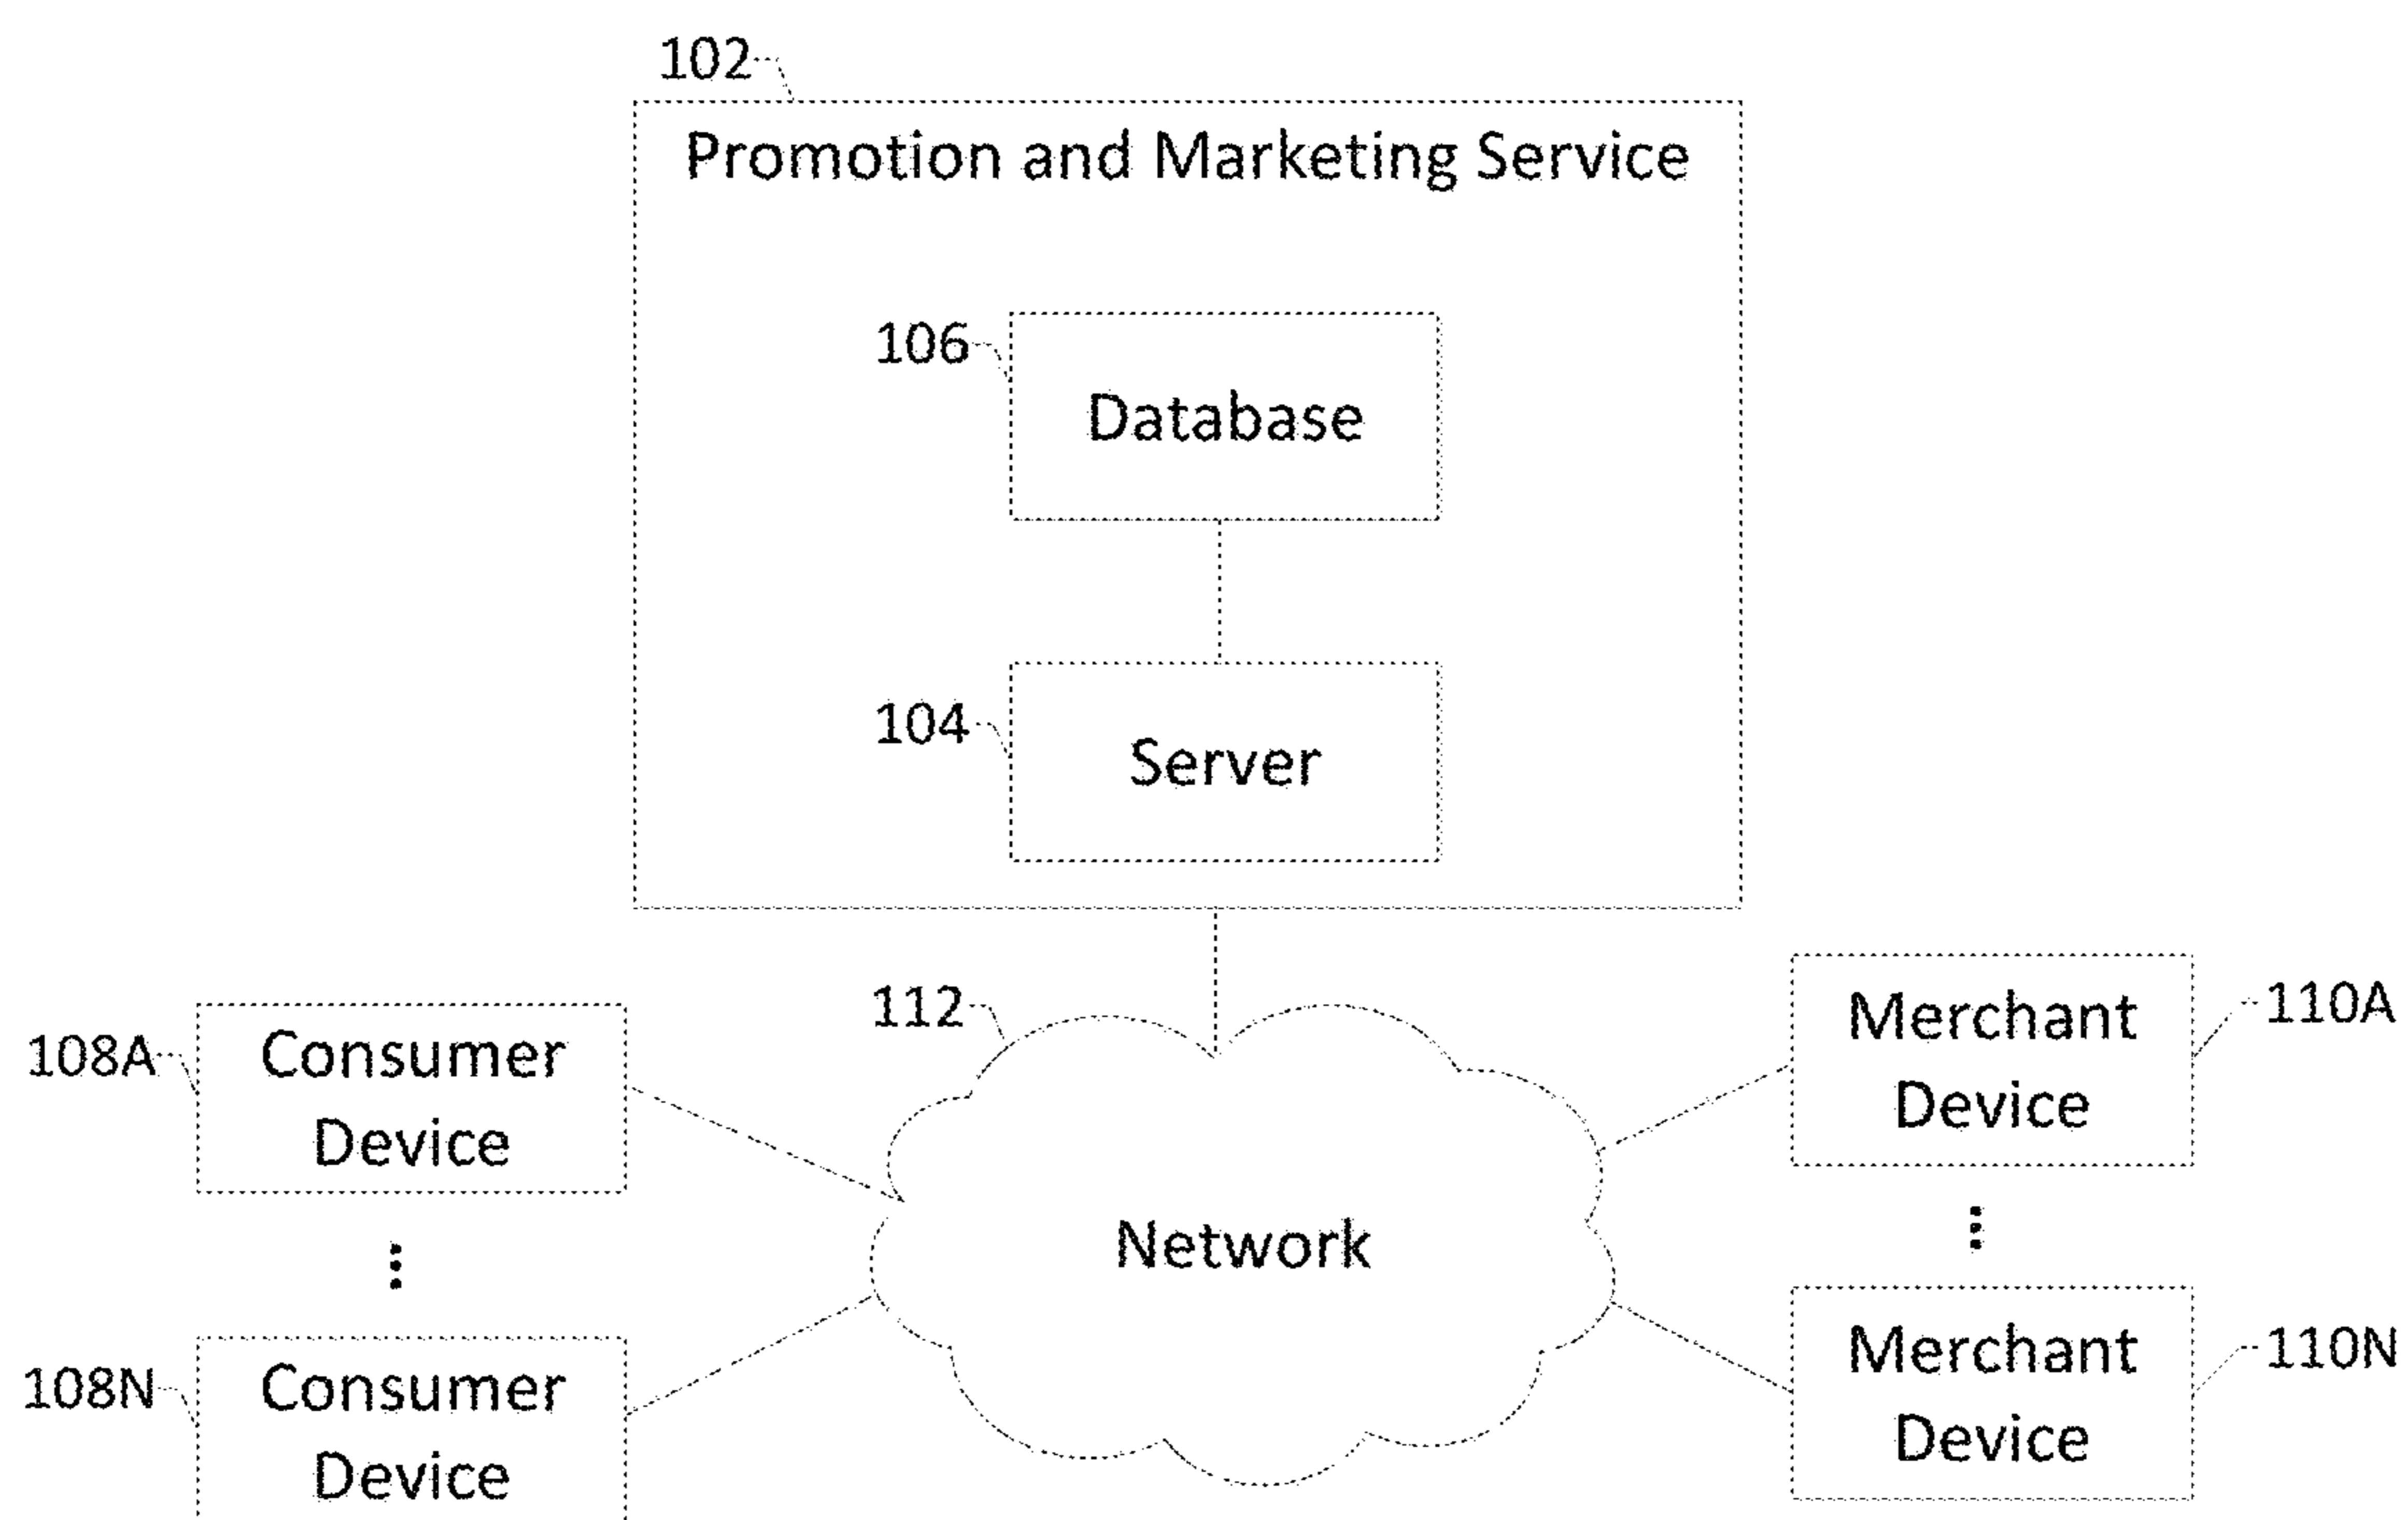 102
Promotion and Marketing Service
106
Database
104
Server
112
Network
108A
Consumer
Device
108N
Consumer
Device
Merchant
Device
110A
Merchant
Device
110N